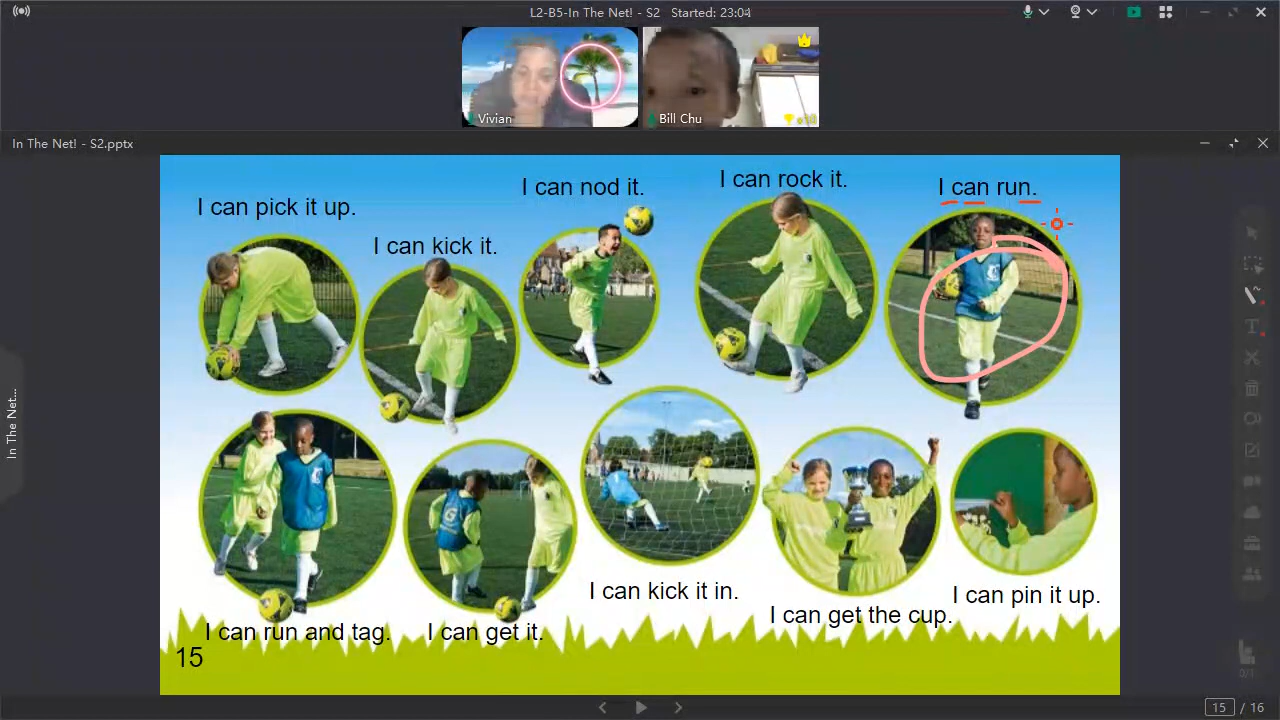 L2-B5-In The Net! - S2 Started: 23:04
Vivian
Bill Chu
In The Net! - S2.pptx
I can pick it up.
I can kick it.
I can nod it.
I can rock it.
I can run.
I can run and tag.
I can get it.
I can kick it in.
I can get the cup.
I can pin it up.
15
In The Net...
0/1
15 / 16